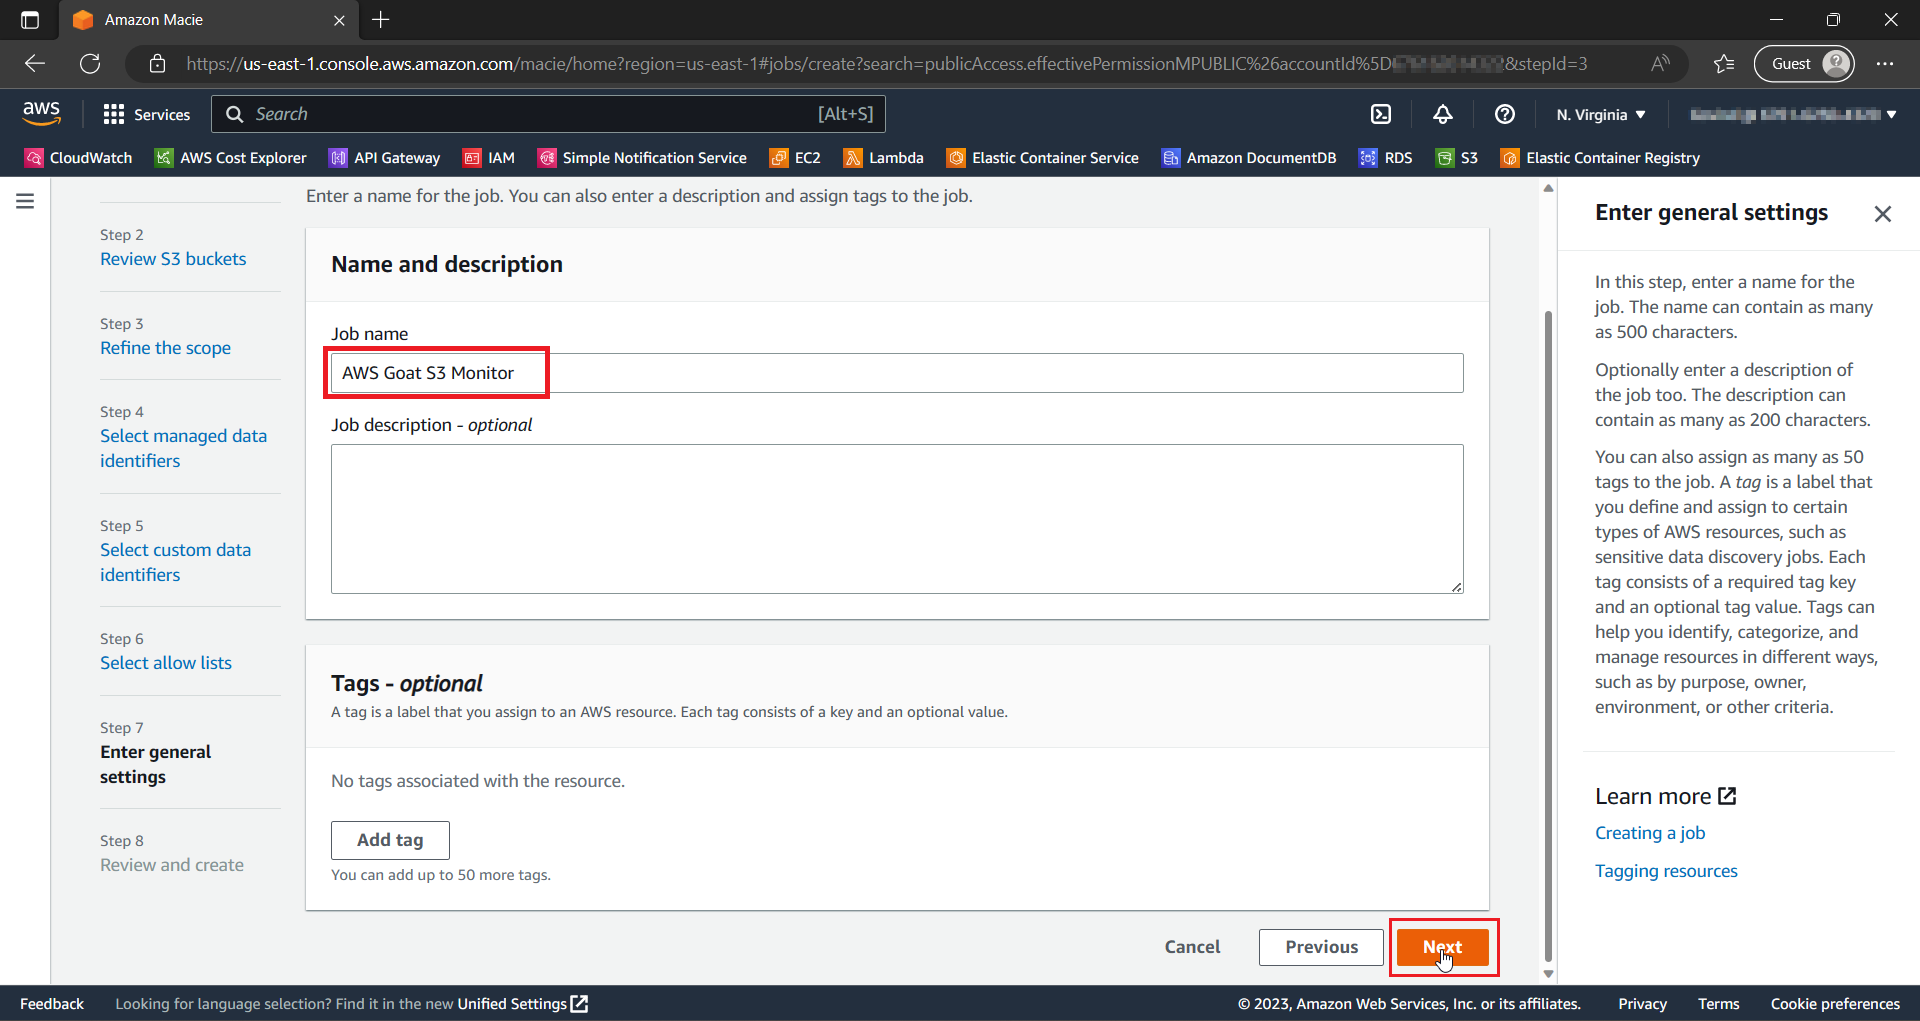 Amazon Macie
https://us-east-1.console.aws.amazon.com/macie/home?region=us-east-1#jobs/create?search=publicAccess.effectivePermissionMPUBLIC%26accountId%5D
&stepId=3
Guest
aws
Services
Search
[Alt+S]
N. Virginia
CloudWatch
AWS Cost Explorer
API Gateway
IAM
Simple Notification Service
EC2
Lambda
Elastic Container Service
Amazon DocumentDB
RDS
S3
Elastic Container Registry
Step 2
Review S3 buckets
Step 3
Refine the scope
Step 4
Select managed data
identifiers
Step 5
Select custom data
identifiers
Step 6
Select allow lists
Step 7
Enter general
settings
Step 8
Review and create
Enter a name for the job. You can also enter a description and assign tags to the job.
Name and description
Job name
AWS Goat S3 Monitor
Job description - optional
Tags - optional
A tag is a label that you assign to an AWS resource. Each tag consists of a key and an optional value.
No tags associated with the resource.
Add tag
You can add up to 50 more tags.
Cancel
Previous
Next
Enter general settings
In this step, enter a name for the
job. The name can contain as many
as 500 characters.
Optionally enter a description of
the job too. The description can
contain as many as 200 characters.
You can also assign as many as 50
tags to the job. A tag is a label that
you define and assign to certain
types of AWS resources, such as
sensitive data discovery jobs. Each
tag consists of a required tag key
and an optional tag value. Tags can
help you identify, categorize, and
manage resources in different ways,
such as by purpose, owner,
environment, or other criteria.
Learn more
Creating a job
Tagging resources
Feedback
Looking for language selection? Find it in the new Unified Settings
© 2023, Amazon Web Services, Inc. or its affiliates.
Privacy
Terms
Cookie preferences